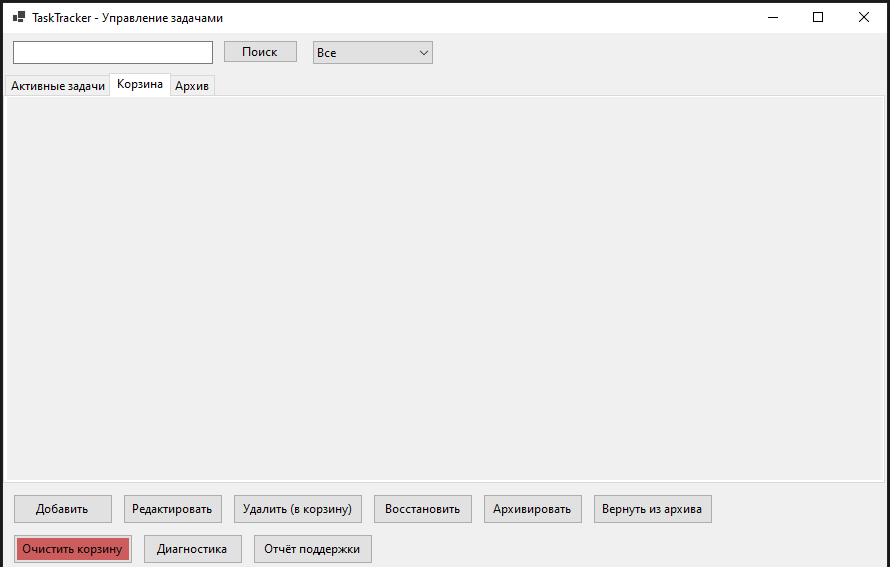 TaskTracker - Управление задачами
Поиск Все
Активные задачи Корзина Архив
Добавить Редактировать Удалить (в корзину) Восстановить Архивировать Вернуть из архива
Очистить корзину Диагностика Отчёт поддержки